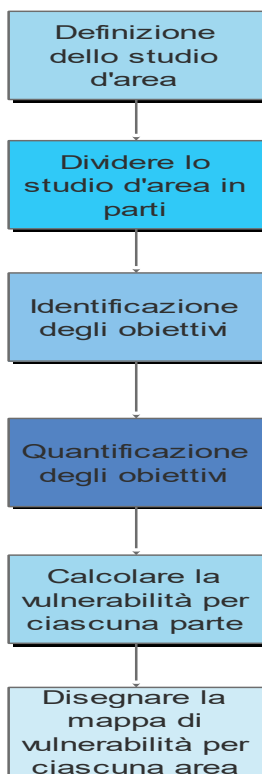 Definizione
dello studio
d'area
Dividere lo
studio d'area in
parti
Identificazione
degli obiettivi
Quantificazione
degli obiettivi
Calcolare la
vulnerabilità per
ciascuna parte
Disegnare la
mappa di
vulnerabilità per
ciascuna area